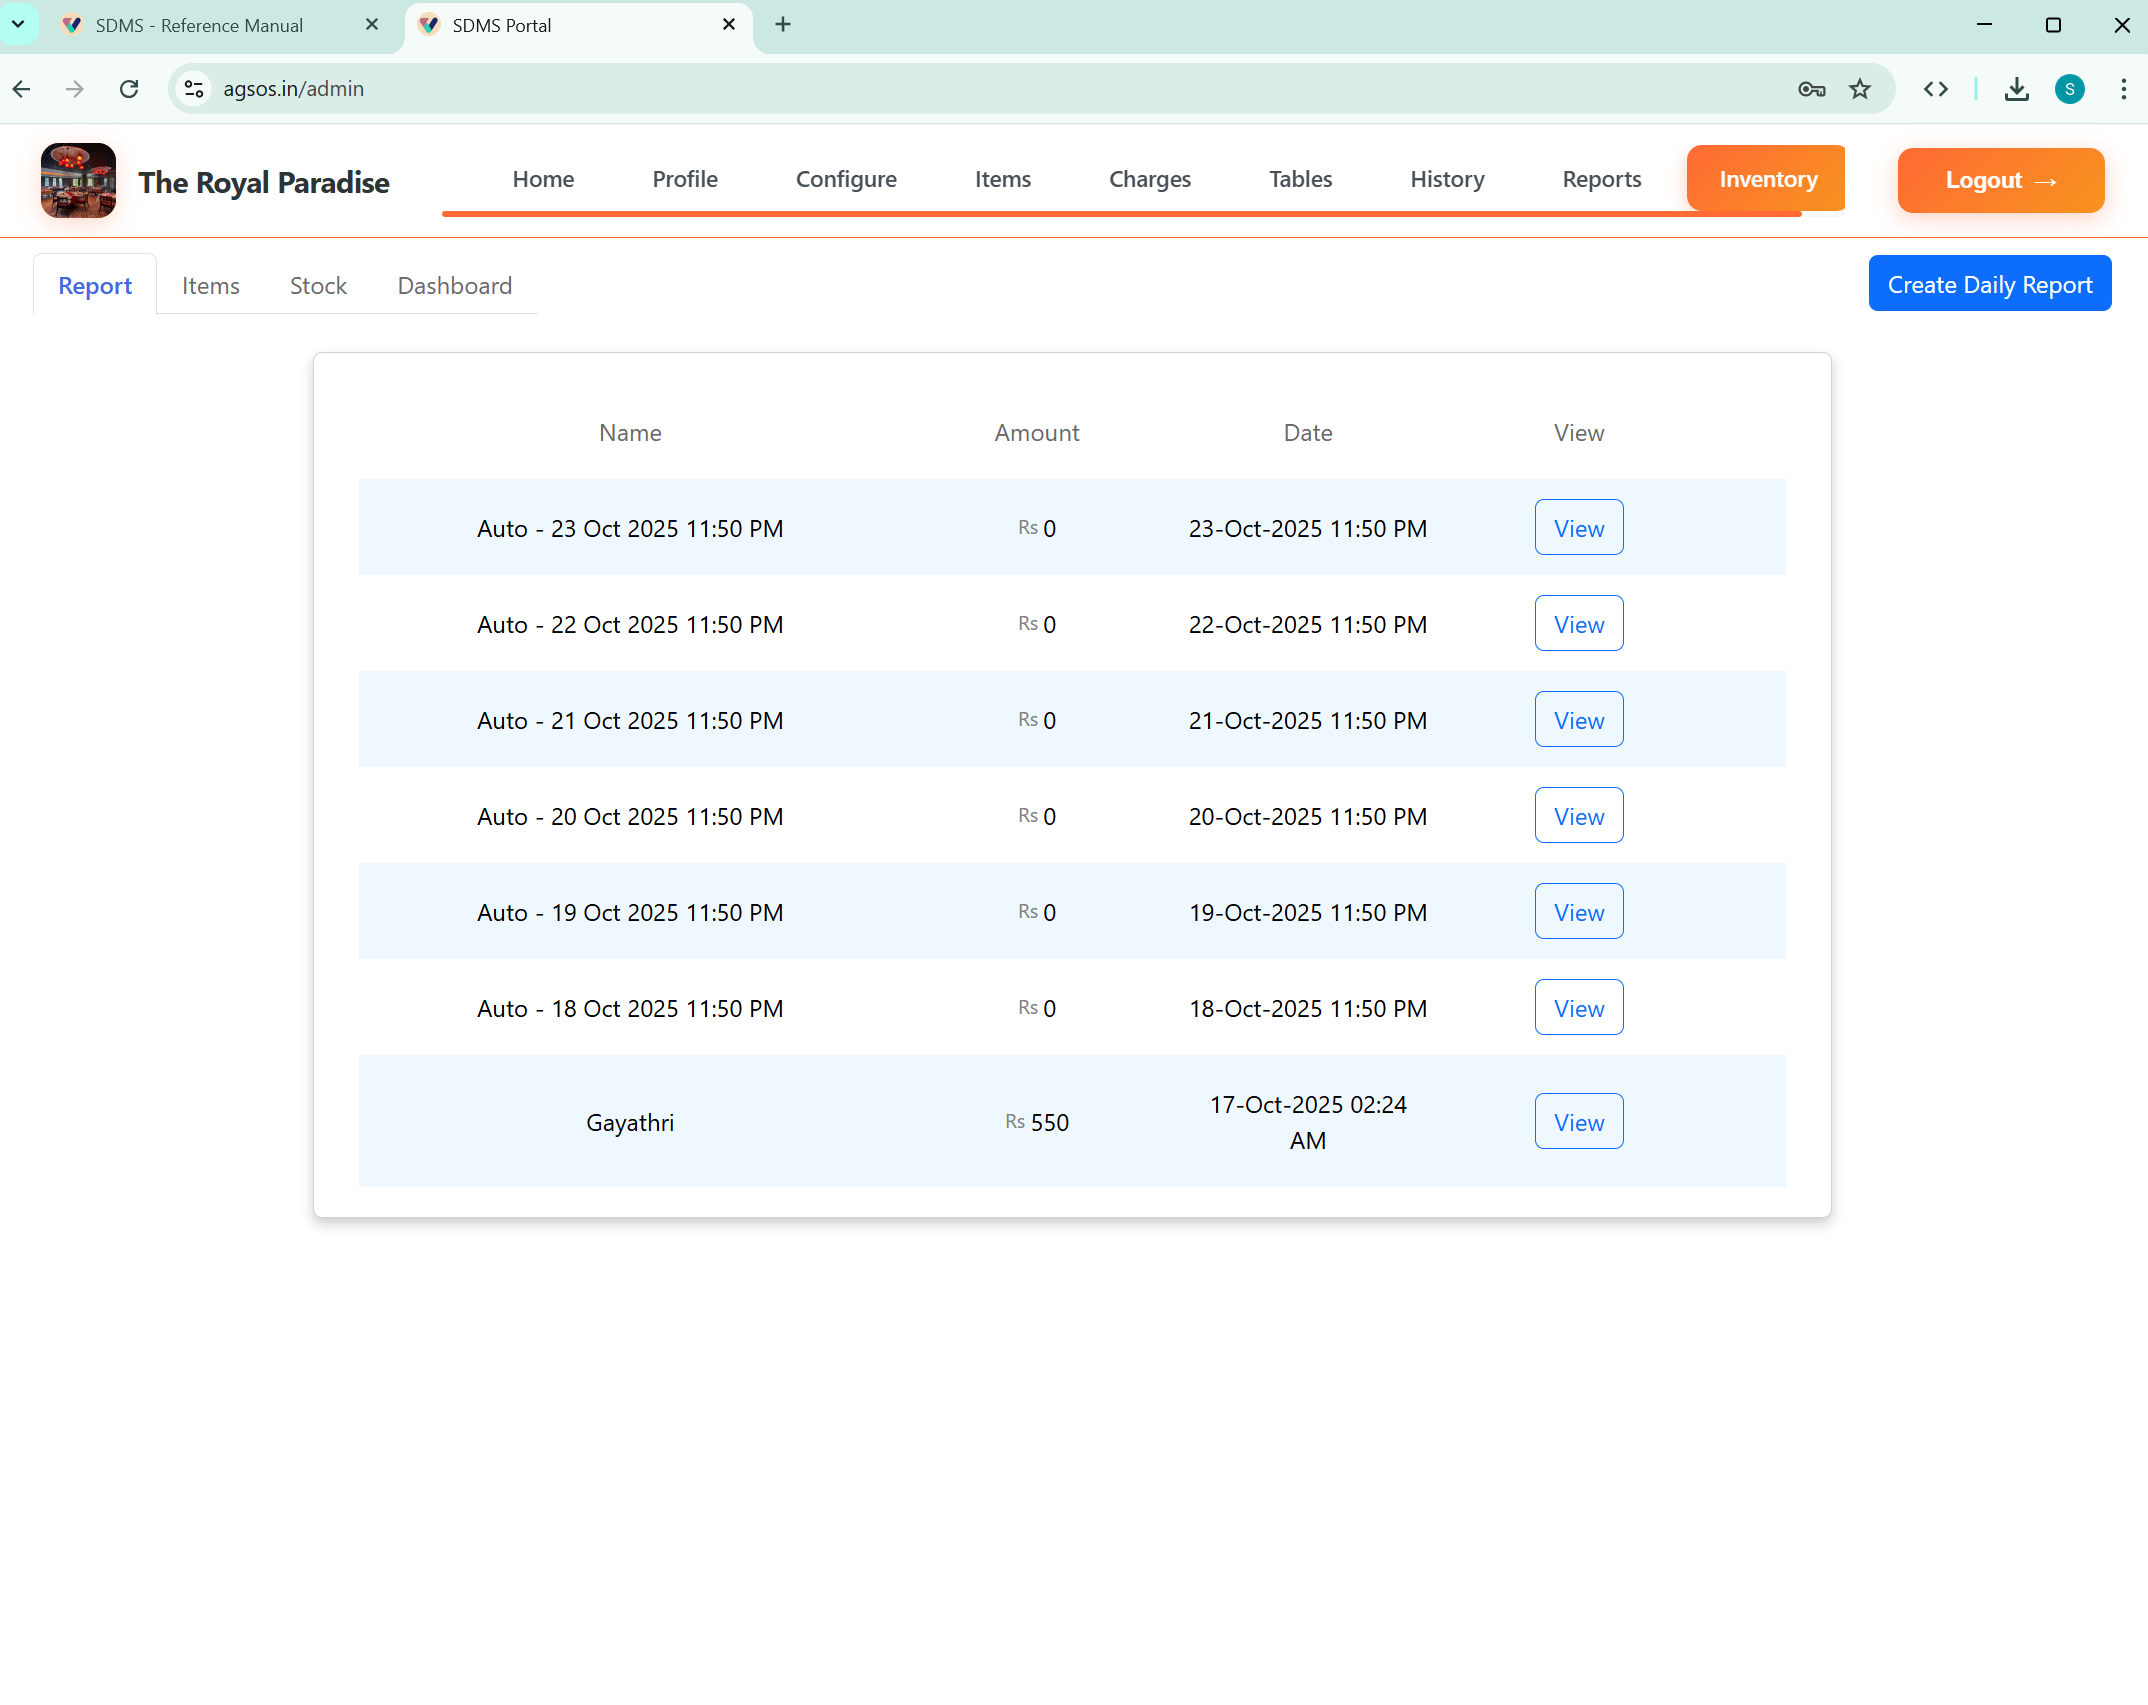 SDMS - Reference Manual
SDMS Portal
agsos.in/admin
S
The Royal Paradise
Home
Profile
Configure
Items
Charges
Tables
History
Reports
Inventory
Logout →
Report
Items
Stock
Dashboard
Create Daily Report
Name Amount Date View
Auto - 23 Oct 2025 11:50 PM Rs 0 23-Oct-2025 11:50 PM View
Auto - 22 Oct 2025 11:50 PM Rs 0 22-Oct-2025 11:50 PM View
Auto - 21 Oct 2025 11:50 PM Rs 0 21-Oct-2025 11:50 PM View
Auto - 20 Oct 2025 11:50 PM Rs 0 20-Oct-2025 11:50 PM View
Auto - 19 Oct 2025 11:50 PM Rs 0 19-Oct-2025 11:50 PM View
Auto - 18 Oct 2025 11:50 PM Rs 0 18-Oct-2025 11:50 PM View
Gayathri Rs 550 17-Oct-2025 02:24
AM View